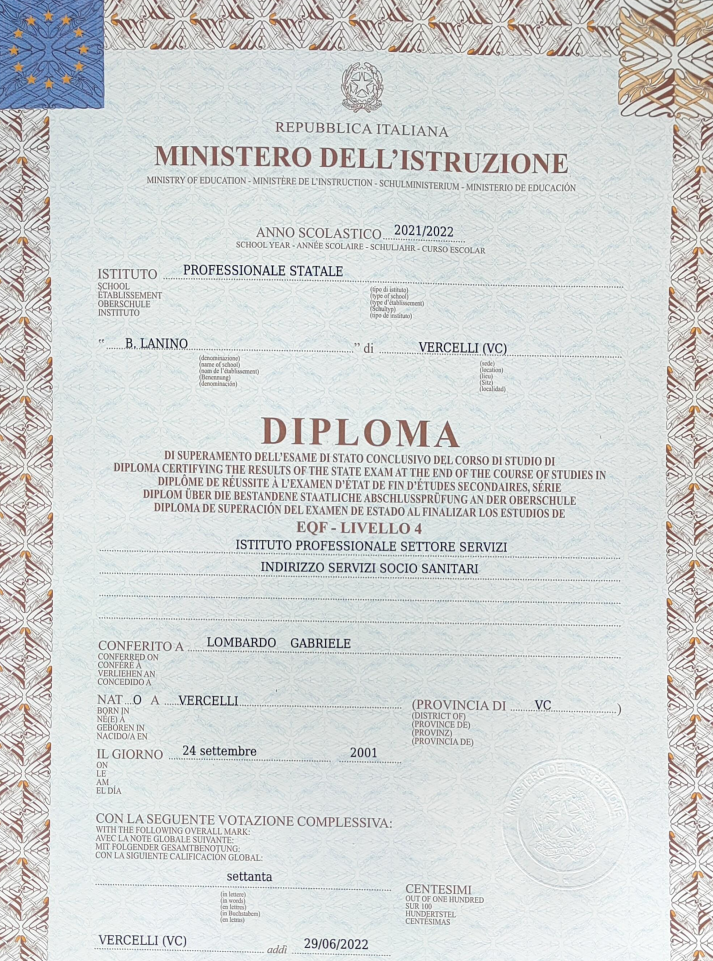 REPUBBLICA ITALIANA
MINISTERO DELL'ISTRUZIONE
MINISTRY OF EDUCATION - MINISTÈRE DE L'INSTRUCTION - SCHULMINISTERIUM - MINISTERIO DE EDUCACIÓN
ANNO SCOLASTICO 2021/2022
SCHOOL YEAR - ANNÉE SCOLAIRE - SCHULJAHR - CURSO ESCOLAR
ISTITUTO PROFESSIONALE STATALE
SCHOOL
ÉTABLISSEMENT
OBERSCHULE
INSTITUTO
(tipo di istituto)
(type of school)
(type d'établissement)
(Schultyp)
(tipo de instituto)
" B. LANINO " di VERCELLI (VC)
(denominazione)
(name of school)
(nom de l'établissement)
(Benennung)
(denominación)
(sede)
(location)
(lieu)
(Sitz)
(localidad)
DIPLOMA
DI SUPERAMENTO DELL'ESAME DI STATO CONCLUSIVO DEL CORSO DI STUDIO DI
DIPLOMA CERTIFYING THE RESULTS OF THE STATE EXAM AT THE END OF THE COURSE OF STUDIES IN
DIPLÔME DE RÉUSSITE À L'EXAMEN D'ÉTAT DE FIN D'ÉTUDES SECONDAIRES, SÉRIE
DIPLOM ÜBER DIE BESTANDENE STAATLICHE ABSCHLUSSPRÜFUNG AN DER OBERSCHULE
DIPLOMA DE SUPERACIÓN DEL EXAMEN DE ESTADO AL FINALIZAR LOS ESTUDIOS DE
EQF - LIVELLO 4
ISTITUTO PROFESSIONALE SETTORE SERVIZI
INDIRIZZO SERVIZI SOCIO SANITARI
CONFERITO A LOMBARDO GABRIELE
CONFERRED ON
CONFÉRÉ À
VERLIEHEN AN
CONCEDIDO A
NAT O A VERCELLI (PROVINCIA DI VC )
BORN IN
NÉ(E) À
GEBOREN IN
NACIDO/A EN
(DISTRICT OF)
(PROVINCE DE)
(PROVINZ)
(PROVINCIA DE)
IL GIORNO 24 settembre 2001
ON
LE
AM
EL DÍA
CON LA SEGUENTE VOTAZIONE COMPLESSIVA:
WITH THE FOLLOWING OVERALL MARK:
AVEC LA NOTE GLOBALE SUIVANTE:
MIT FOLGENDER GESAMTBENOTUNG:
CON LA SIGUIENTE CALIFICACIÓN GLOBAL:
settanta
(in lettere)
(in words)
(en lettres)
(in Buchstaben)
(en letras)
CENTESIMI
OUT OF ONE HUNDRED
SUR 100
HUNDERTSTEL
CENTÉSIMAS
VERCELLI (VC) addì 29/06/2022